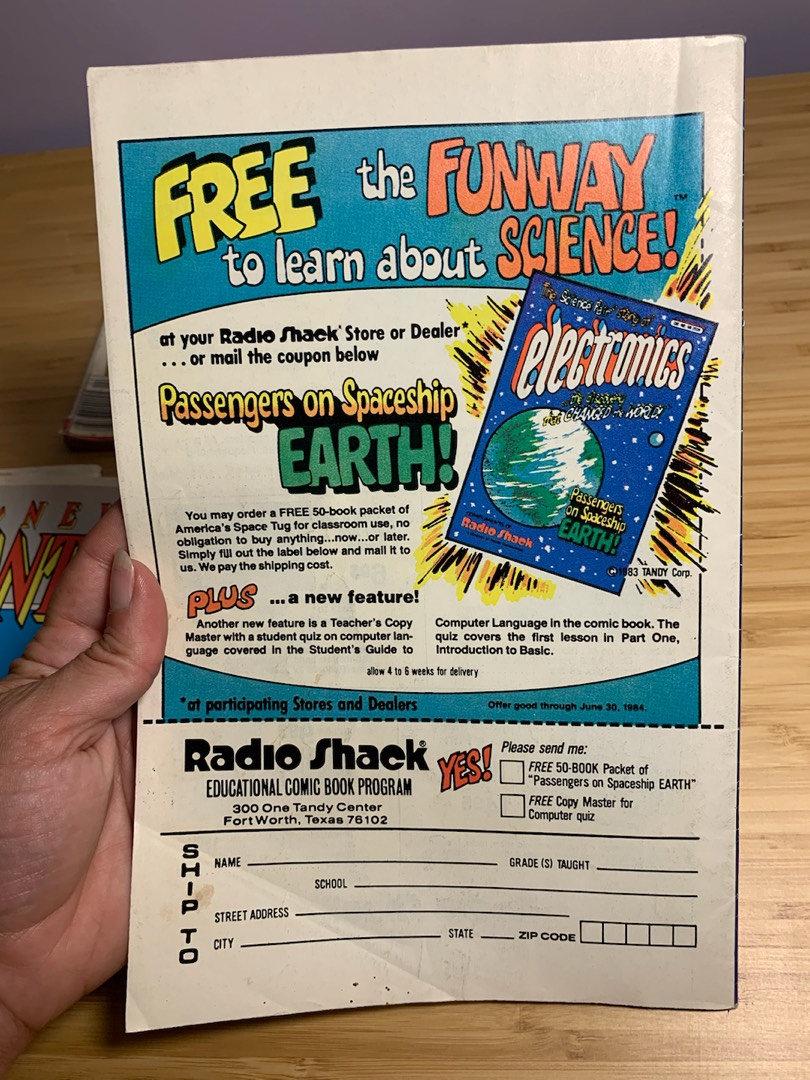 FREE the FUNWAY™
to learn about SCIENCE!
at your Radio Shack® Store or Dealer*
...or mail the coupon below
Passengers on Spaceship
EARTH!
You may order a FREE 50-book packet of
America's Space Tug for classroom use, no
obligation to buy anything...now...or later.
Simply fill out the label below and mail it to
us. We pay the shipping cost.
PLUS ...a new feature!
Another new feature is a Teacher's Copy
Master with a student quiz on computer lan-
guage covered in the Student's Guide to
Computer Language in the comic book. The
quiz covers the first lesson in Part One,
Introduction to Basic.
The Science Fair story of
electronics
...the discovery
that CHANGED the WORLD!
Passengers
on Spaceship
EARTH!
Radio Shack
©1983 TANDY Corp.
allow 4 to 6 weeks for delivery
*at participating Stores and Dealers
Offer good through June 30, 1984.
Radio Shack®
EDUCATIONAL COMIC BOOK PROGRAM
300 One Tandy Center
Fort Worth, Texas 76102
YES!
Please send me:
FREE 50-BOOK Packet of
"Passengers on Spaceship EARTH"
FREE Copy Master for
Computer quiz
SHIP TO
NAME GRADE (S) TAUGHT
SCHOOL
STREET ADDRESS
CITY STATE ZIP CODE